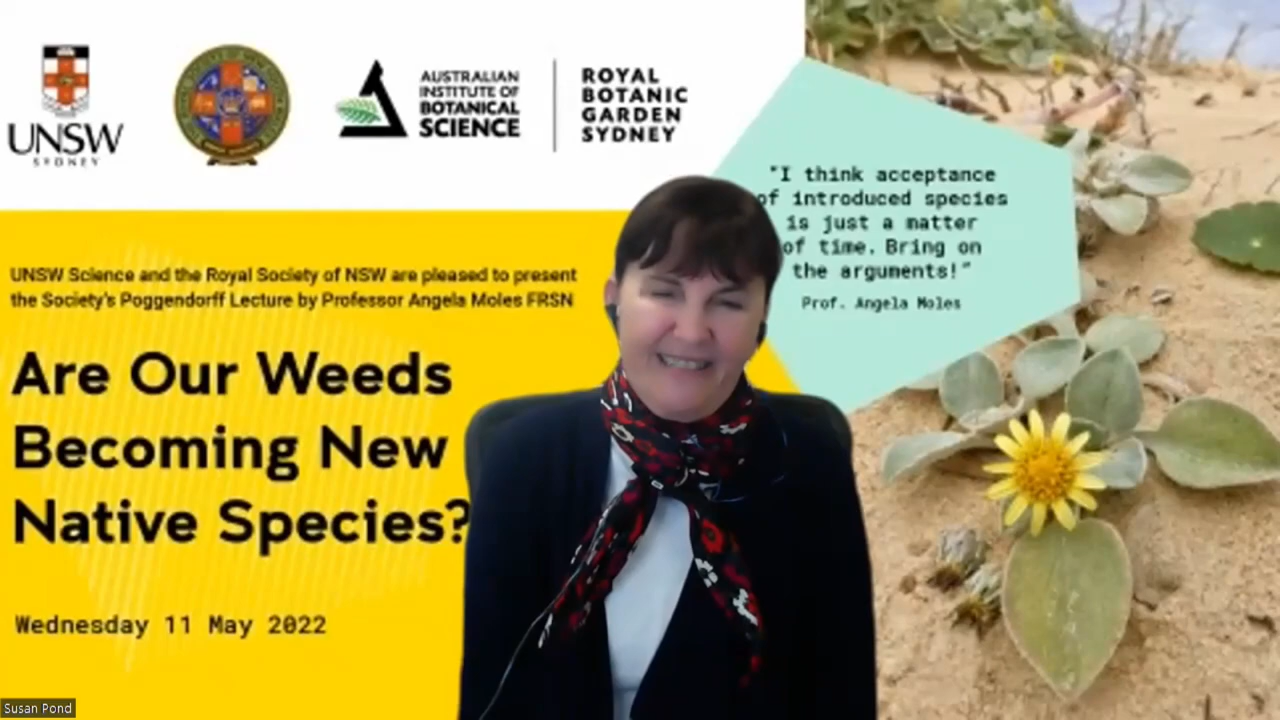 UNSW
SYDNEY
AUSTRALIAN
INSTITUTE OF
BOTANICAL
SCIENCE
ROYAL
BOTANIC
GARDEN
SYDNEY
"I think acceptance
of introduced species
is just a matter
of time. Bring on
the arguments!"
Prof. Angela Moles
UNSW Science and the Royal Society of NSW are pleased to present
the Society's Poggendorff Lecture by Professor Angela Moles FRSN
Are Our Weeds
Becoming New
Native Species?
Wednesday 11 May 2022
Susan Pond